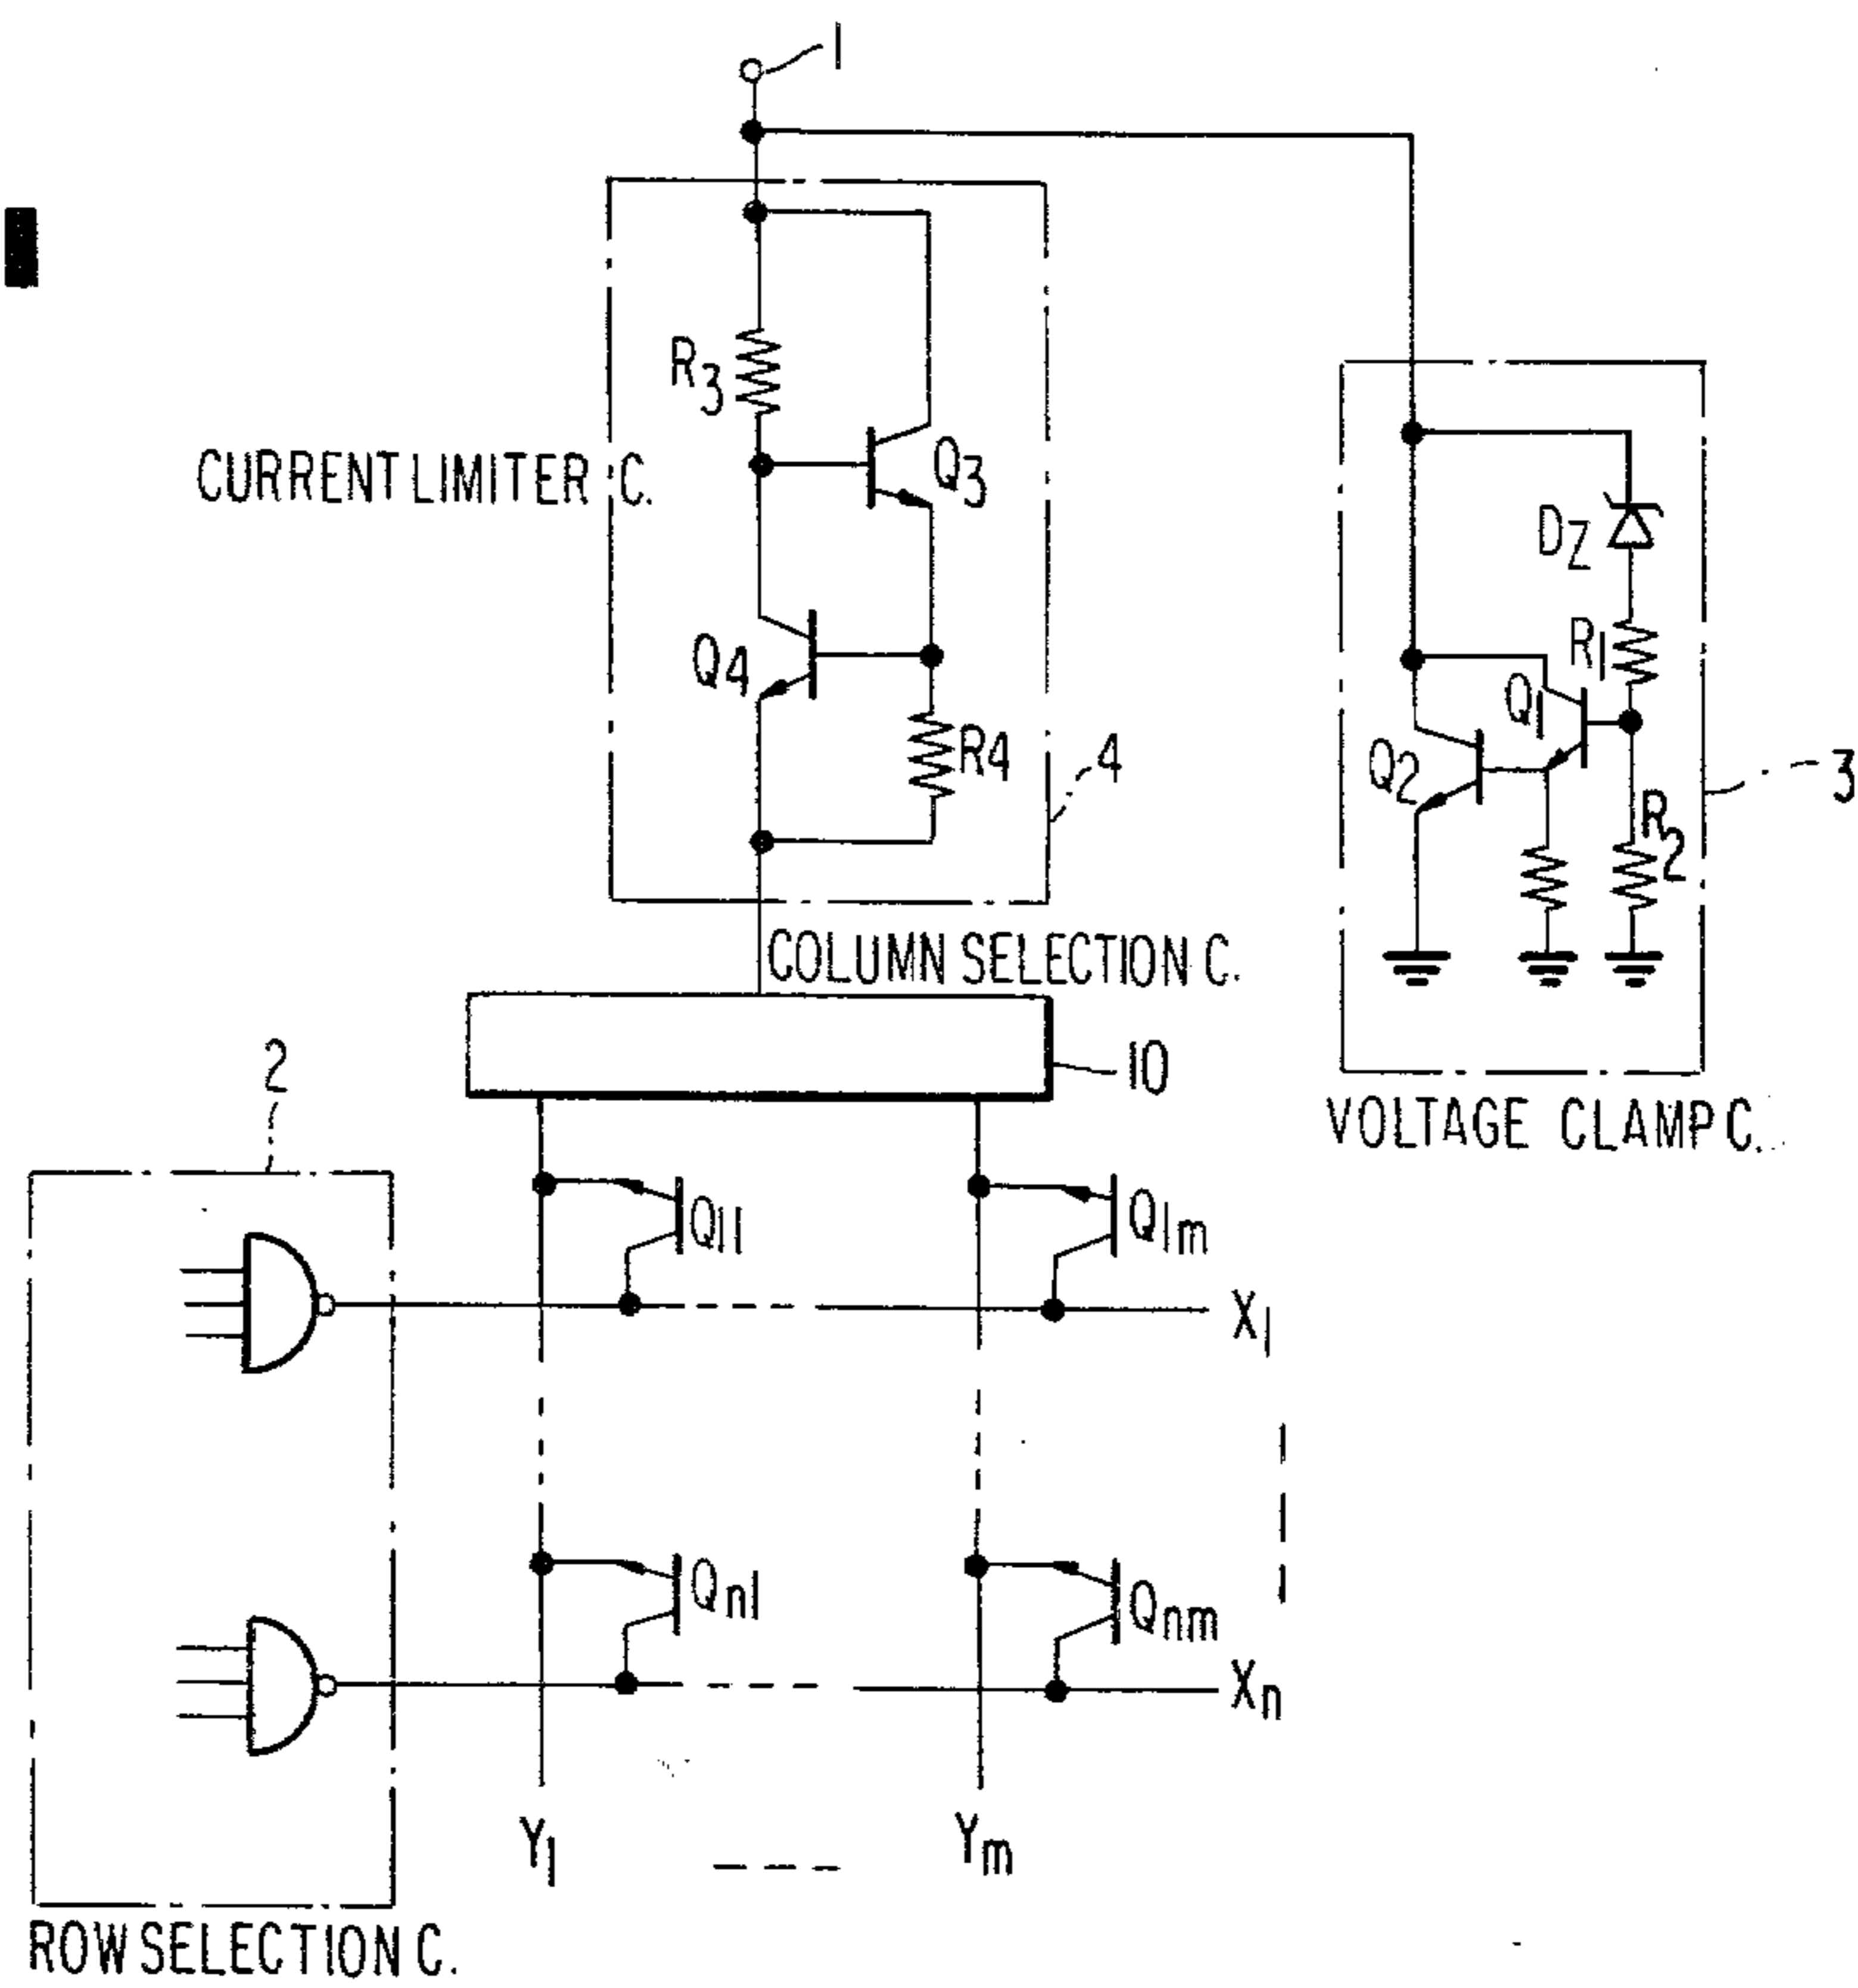 1
R3
CURRENT LIMITER C.
Q3
DZ
R1
Q4
Q1
R4
4
Q2
3
R2
COLUMN SELECTION C.
2
10
VOLTAGE CLAMP C.
Q11
Q1m
X1
Qn1
Qnm
Xn
Y1
Ym
ROW SELECTION C.